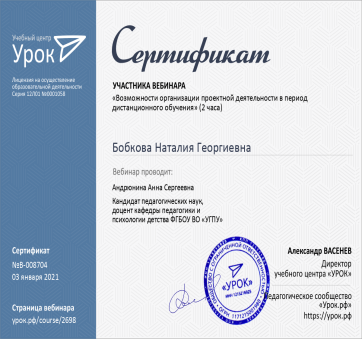 Учебный центр
Урок
Лицензия на осуществление
образовательной деятельности
Серия 12Л01 №0001058
Сертификат
№В-008704
03 января 2021
Страница вебинара
урок.рф/course/2698
Сертификат
УЧАСТНИКА ВЕБИНАРА
«Возможности организации проектной деятельности в период
дистанционного обучения» (2 часа)
Бобкова Наталия Георгиевна
Вебинар проводит:
Андрюнина Анна Сергеевна
Кандидат педагогических наук,
доцент кафедры педагогики и
психологии детства ФГБОУ ВО «УГПУ»
Александр ВАСЕНЕВ
Директор
учебного центра «УРОК»
едагогическое сообщество
«Урок.рф»
https://урок.рф
«УРОК»